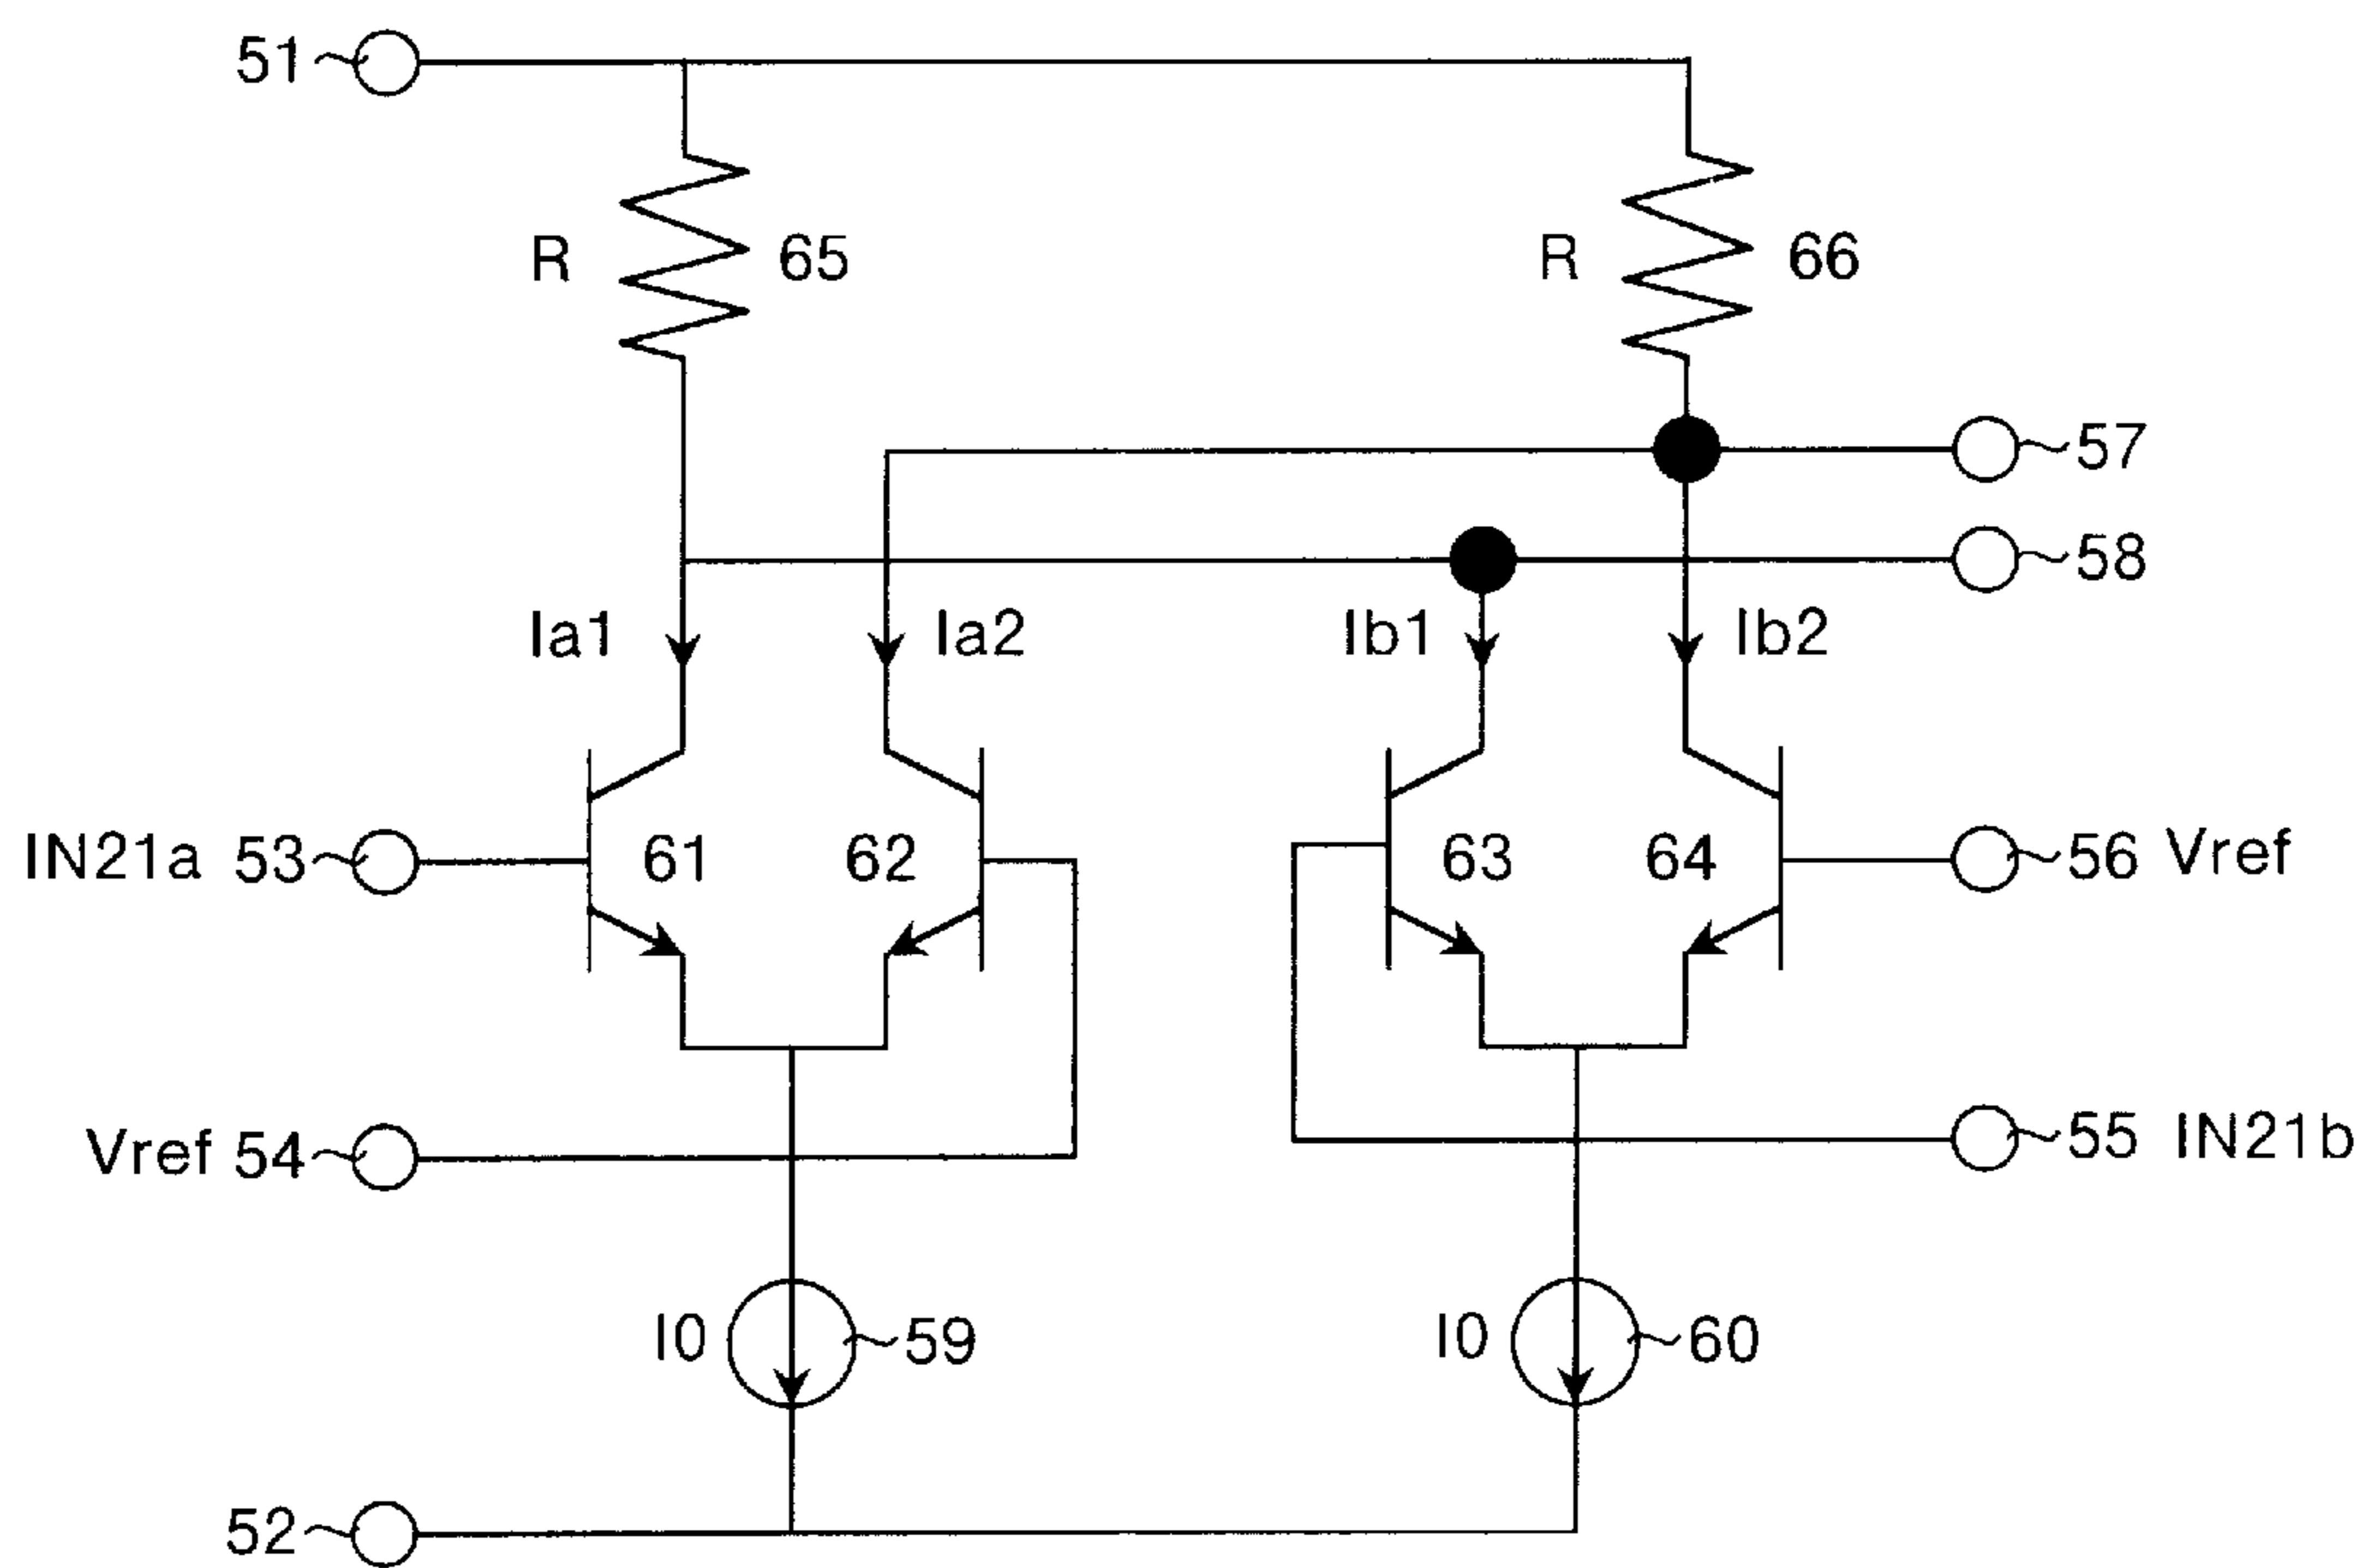 51
R 65 R 66
57
58
Ia1 Ia2 Ib1 Ib2
IN21a 53 61 62 63 64 56 Vref
Vref 54 55 IN21b
I0 59 I0 60
52